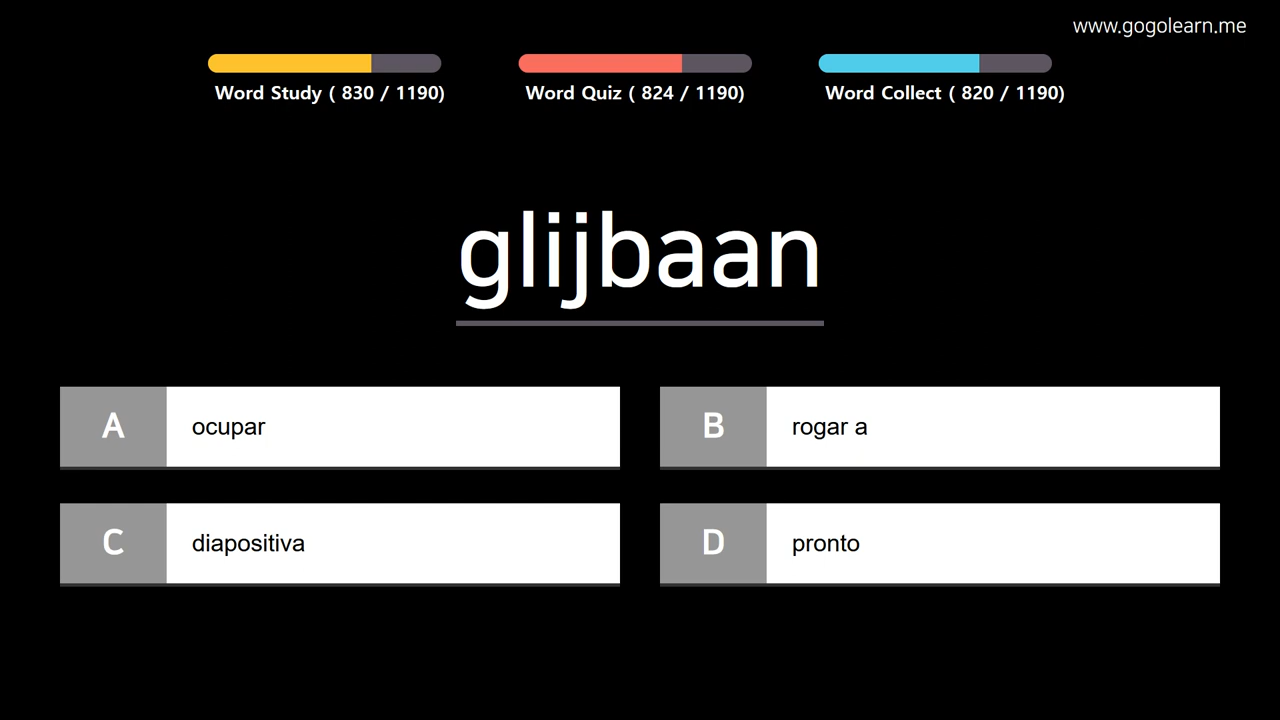 www.gogolearn.me
Word Study ( 830 / 1190)
Word Quiz ( 824 / 1190)
Word Collect ( 820 / 1190)
glijbaan
A ocupar
B rogar a
C diapositiva
D pronto